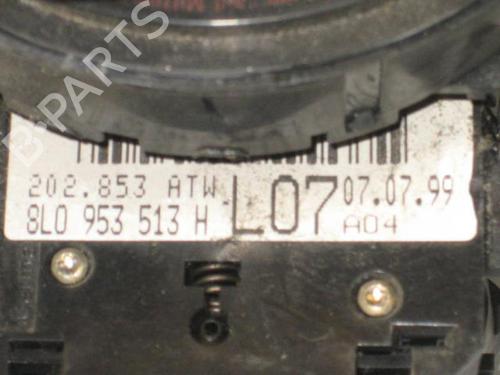 B-PARTS
202.853 ATW
8L0 953 513 H
L07
07.07.99
A04